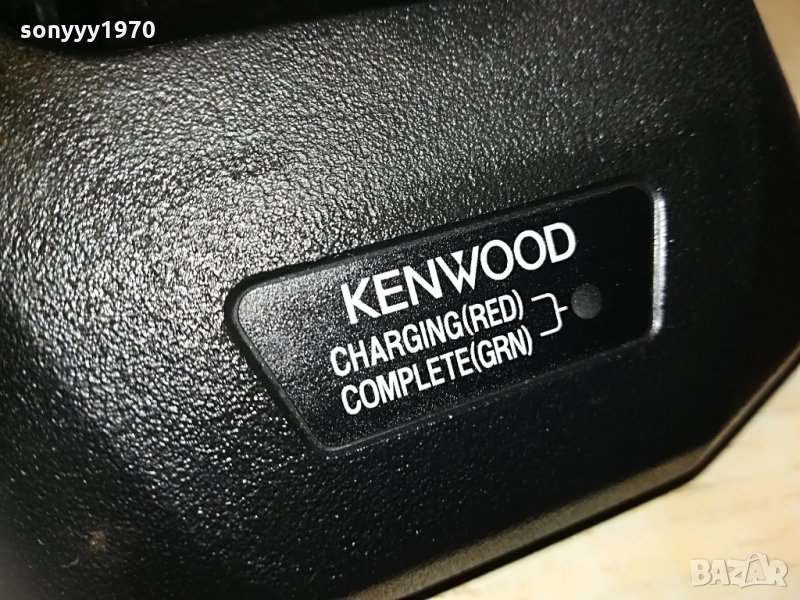 sonyyy1970
KENWOOD
CHARGING(RED)
COMPLETE(GRN)
BAZAR